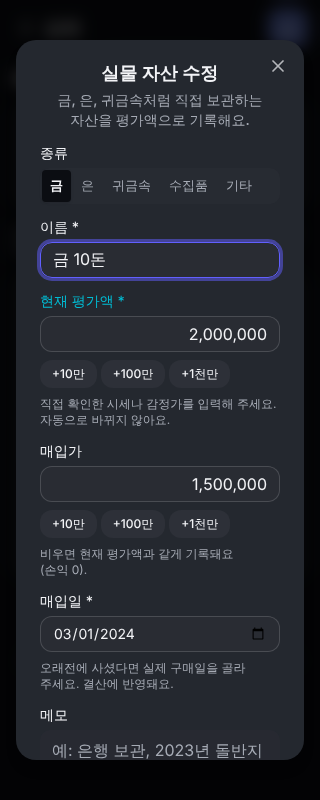 실물 자산 수정
금, 은, 귀금속처럼 직접 보관하는
자산을 평가액으로 기록해요.
종류
금 은 귀금속 수집품 기타
이름 *
금 10돈
현재 평가액 *
2,000,000
+10만 +100만 +1천만
직접 확인한 시세나 감정가를 입력해 주세요.
자동으로 바뀌지 않아요.
매입가
1,500,000
+10만 +100만 +1천만
비우면 현재 평가액과 같게 기록돼요
(손익 0).
매입일 *
03/01/2024
오래전에 사셨다면 실제 구매일을 골라
주세요. 결산에 반영돼요.
메모
예: 은행 보관, 2023년 돌반지